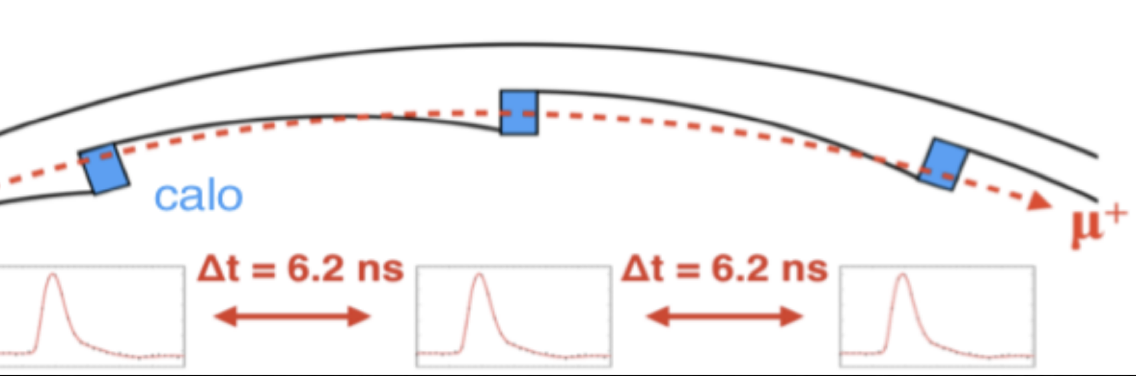 calo
μ⁺
Δt = 6.2 ns
Δt = 6.2 ns